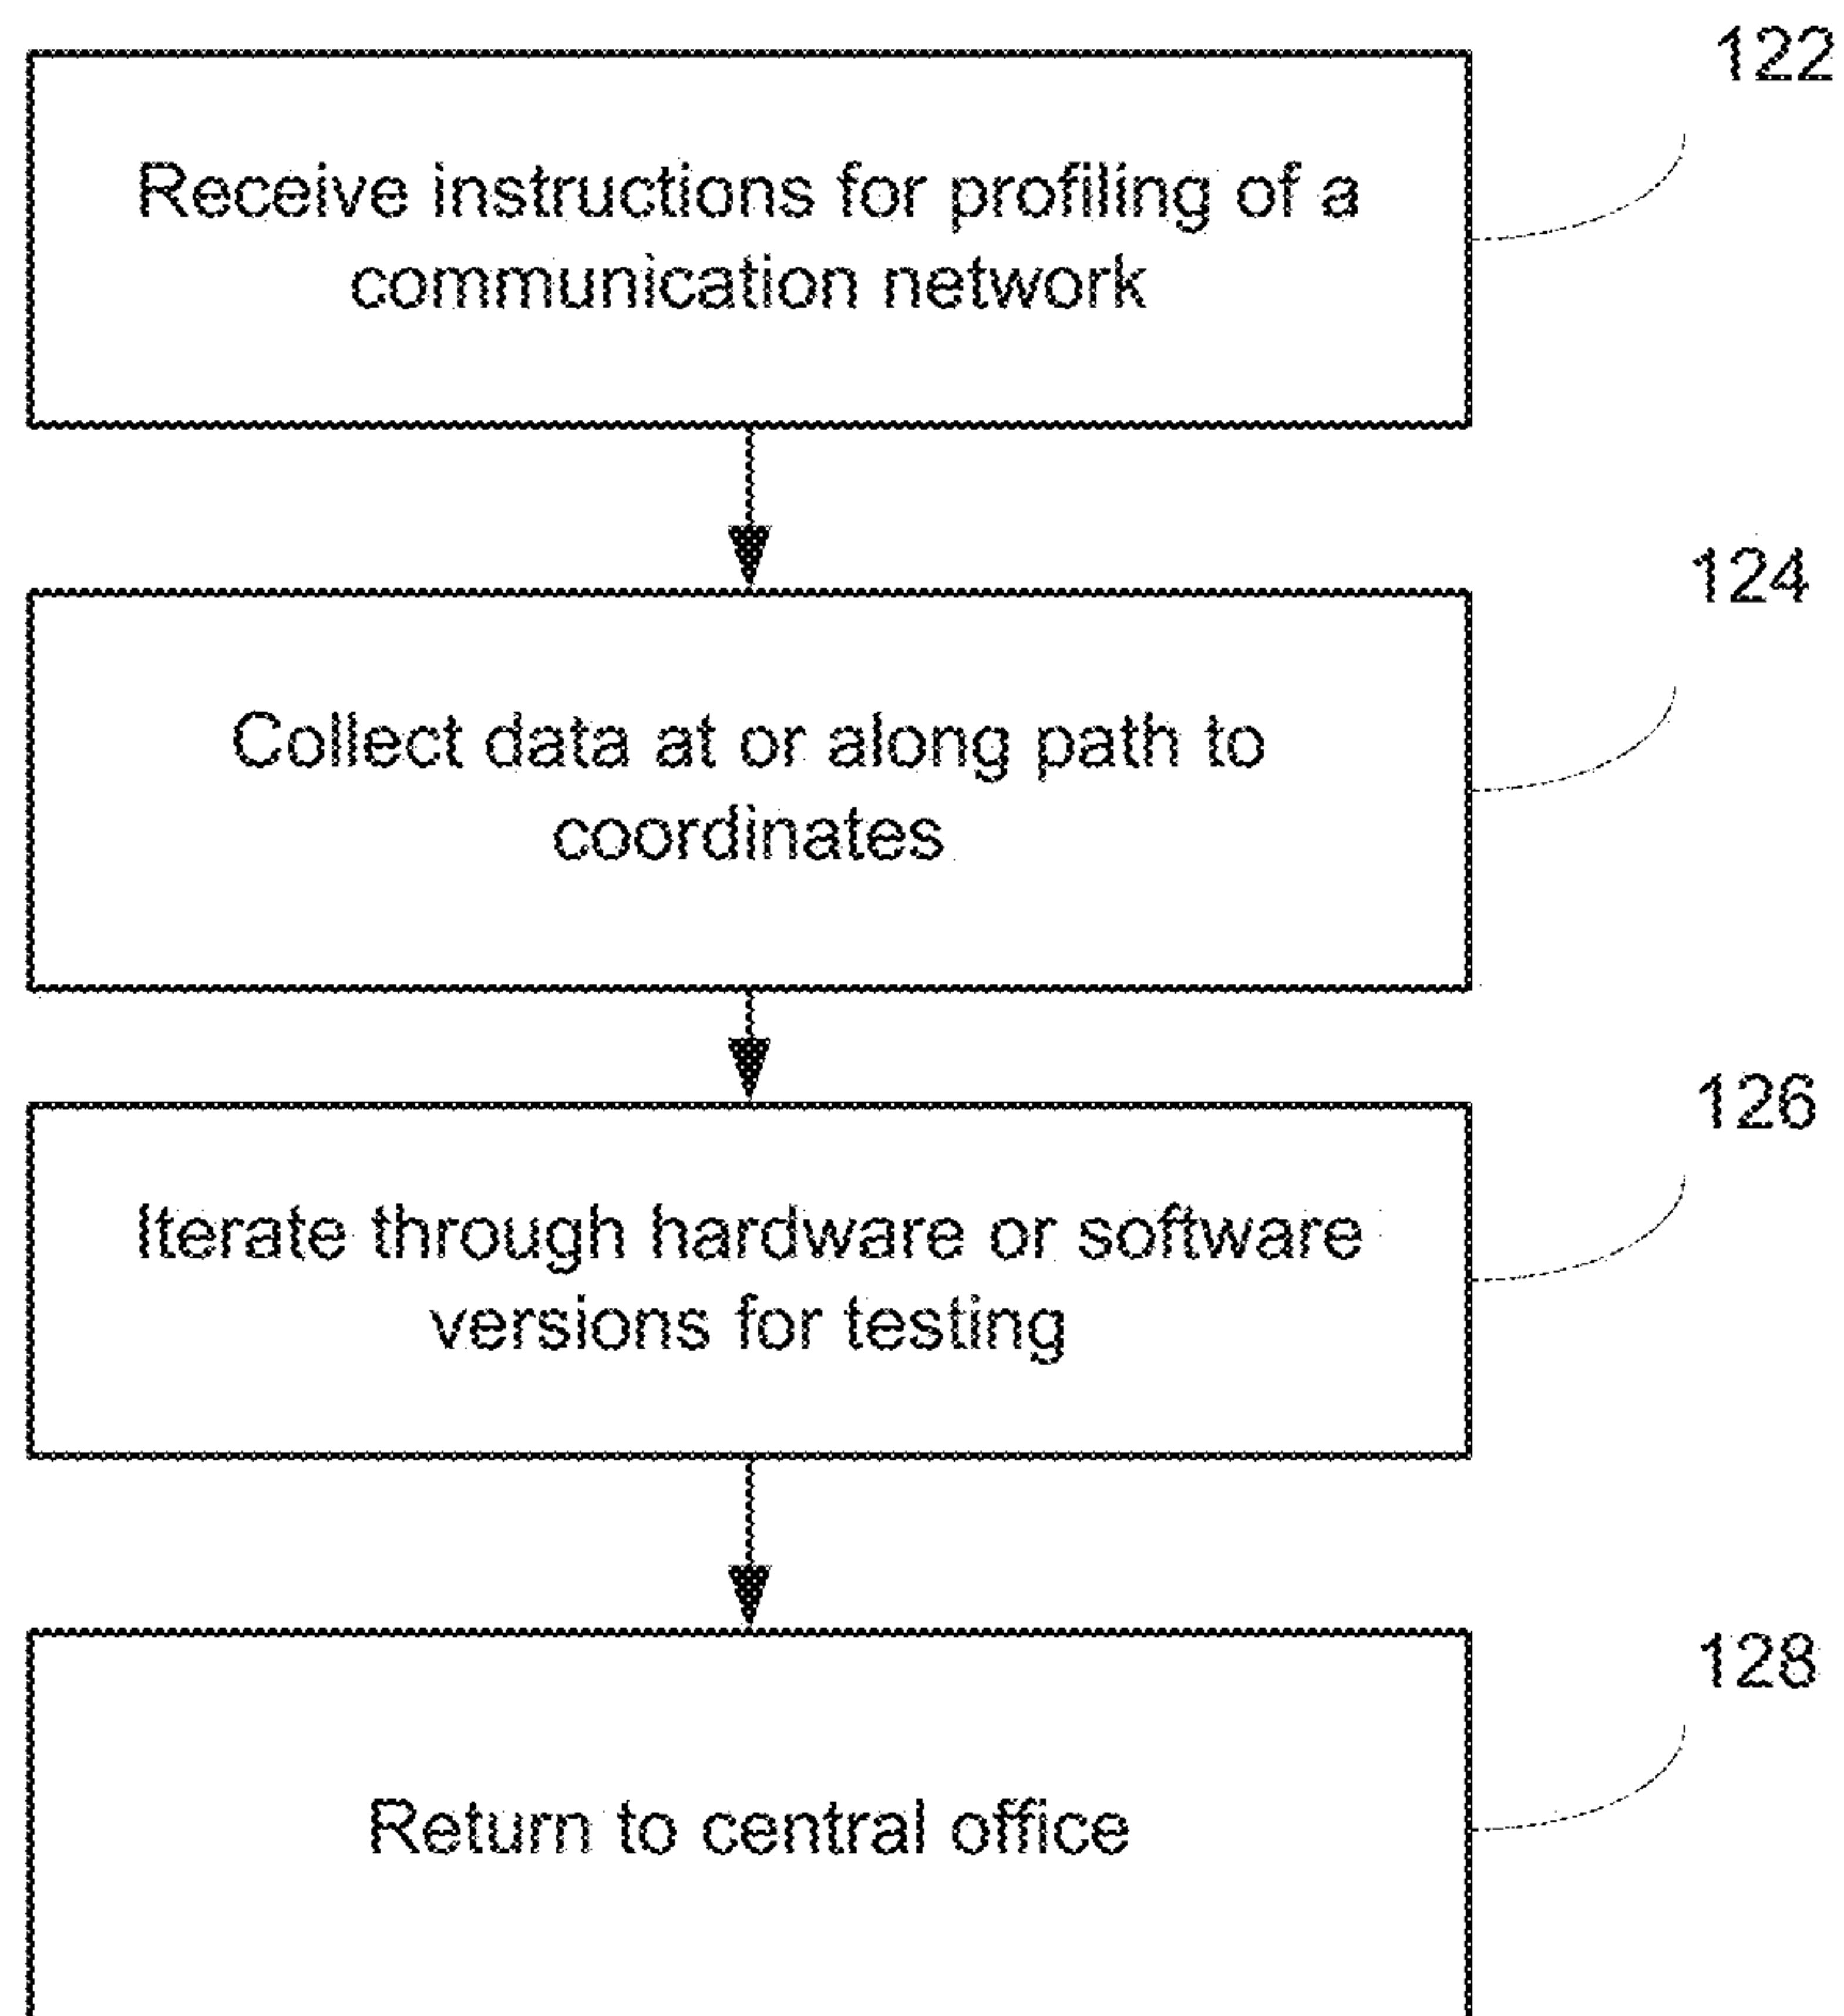 122
Receive instructions for profiling of a
communication network
124
Collect data at or along path to
coordinates
126
Iterate through hardware or software
versions for testing
128
Return to central office